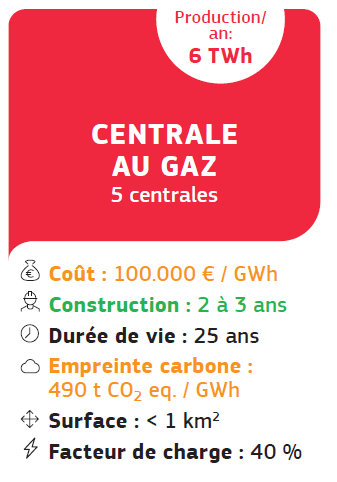 Production/
an:
6 TWh
CENTRALE
AU GAZ
5 centrales
Coût : 100.000 € / GWh
Construction : 2 à 3 ans
Durée de vie : 25 ans
Empreinte carbone :
490 t CO₂ eq. / GWh
Surface : < 1 km²
Facteur de charge : 40 %